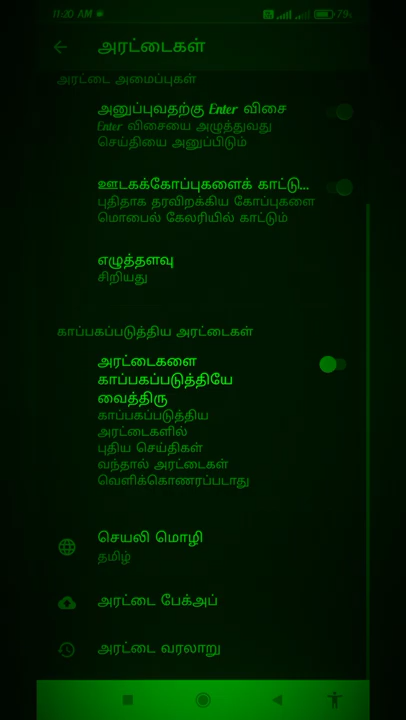 11:20 AM
79
அரட்டைகள்
அரட்டை அமைப்புகள்
அனுப்புவதற்கு Enter விசை
Enter விசையை அழுத்துவது
செய்தியை அனுப்பிடும்
ஊடகக்கோப்புகளைக் காட்டு...
புதிதாக தரவிறக்கிய கோப்புகளை
மொபைல் கேலரியில் காட்டும்
எழுத்தளவு
சிறியது
காப்பகப்படுத்திய அரட்டைகள்
அரட்டைகளை
காப்பகப்படுத்தியே
வைத்திரு
காப்பகப்படுத்திய
அரட்டைகளில்
புதிய செய்திகள்
வந்தால் அரட்டைகள்
வெளிக்கொணரப்படாது
செயலி மொழி
தமிழ்
அரட்டை பேக்அப்
அரட்டை வரலாறு